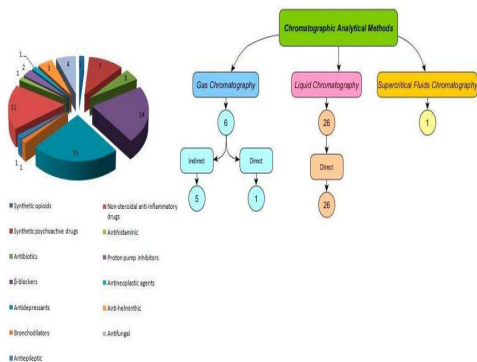 Chromatographic Analytical Methods
Gas Chromatography
Liquid Chromatography
Supercritical Fluids Chromatography
6
26
1
Indirect
Direct
Direct
5
1
26
1
2
3
4
7
3
1
11
14
1
1
15
Synthetic opioids
Non-steroidal anti-inflammatory drugs
Synthetic psychoactive drugs
Antihistaminic
Antibiotics
Proton pump inhibitors
β-blockers
Antineoplastic agents
Antidepressants
Anti-helminthic
Bronchodilators
Antifungal
Antiepileptic